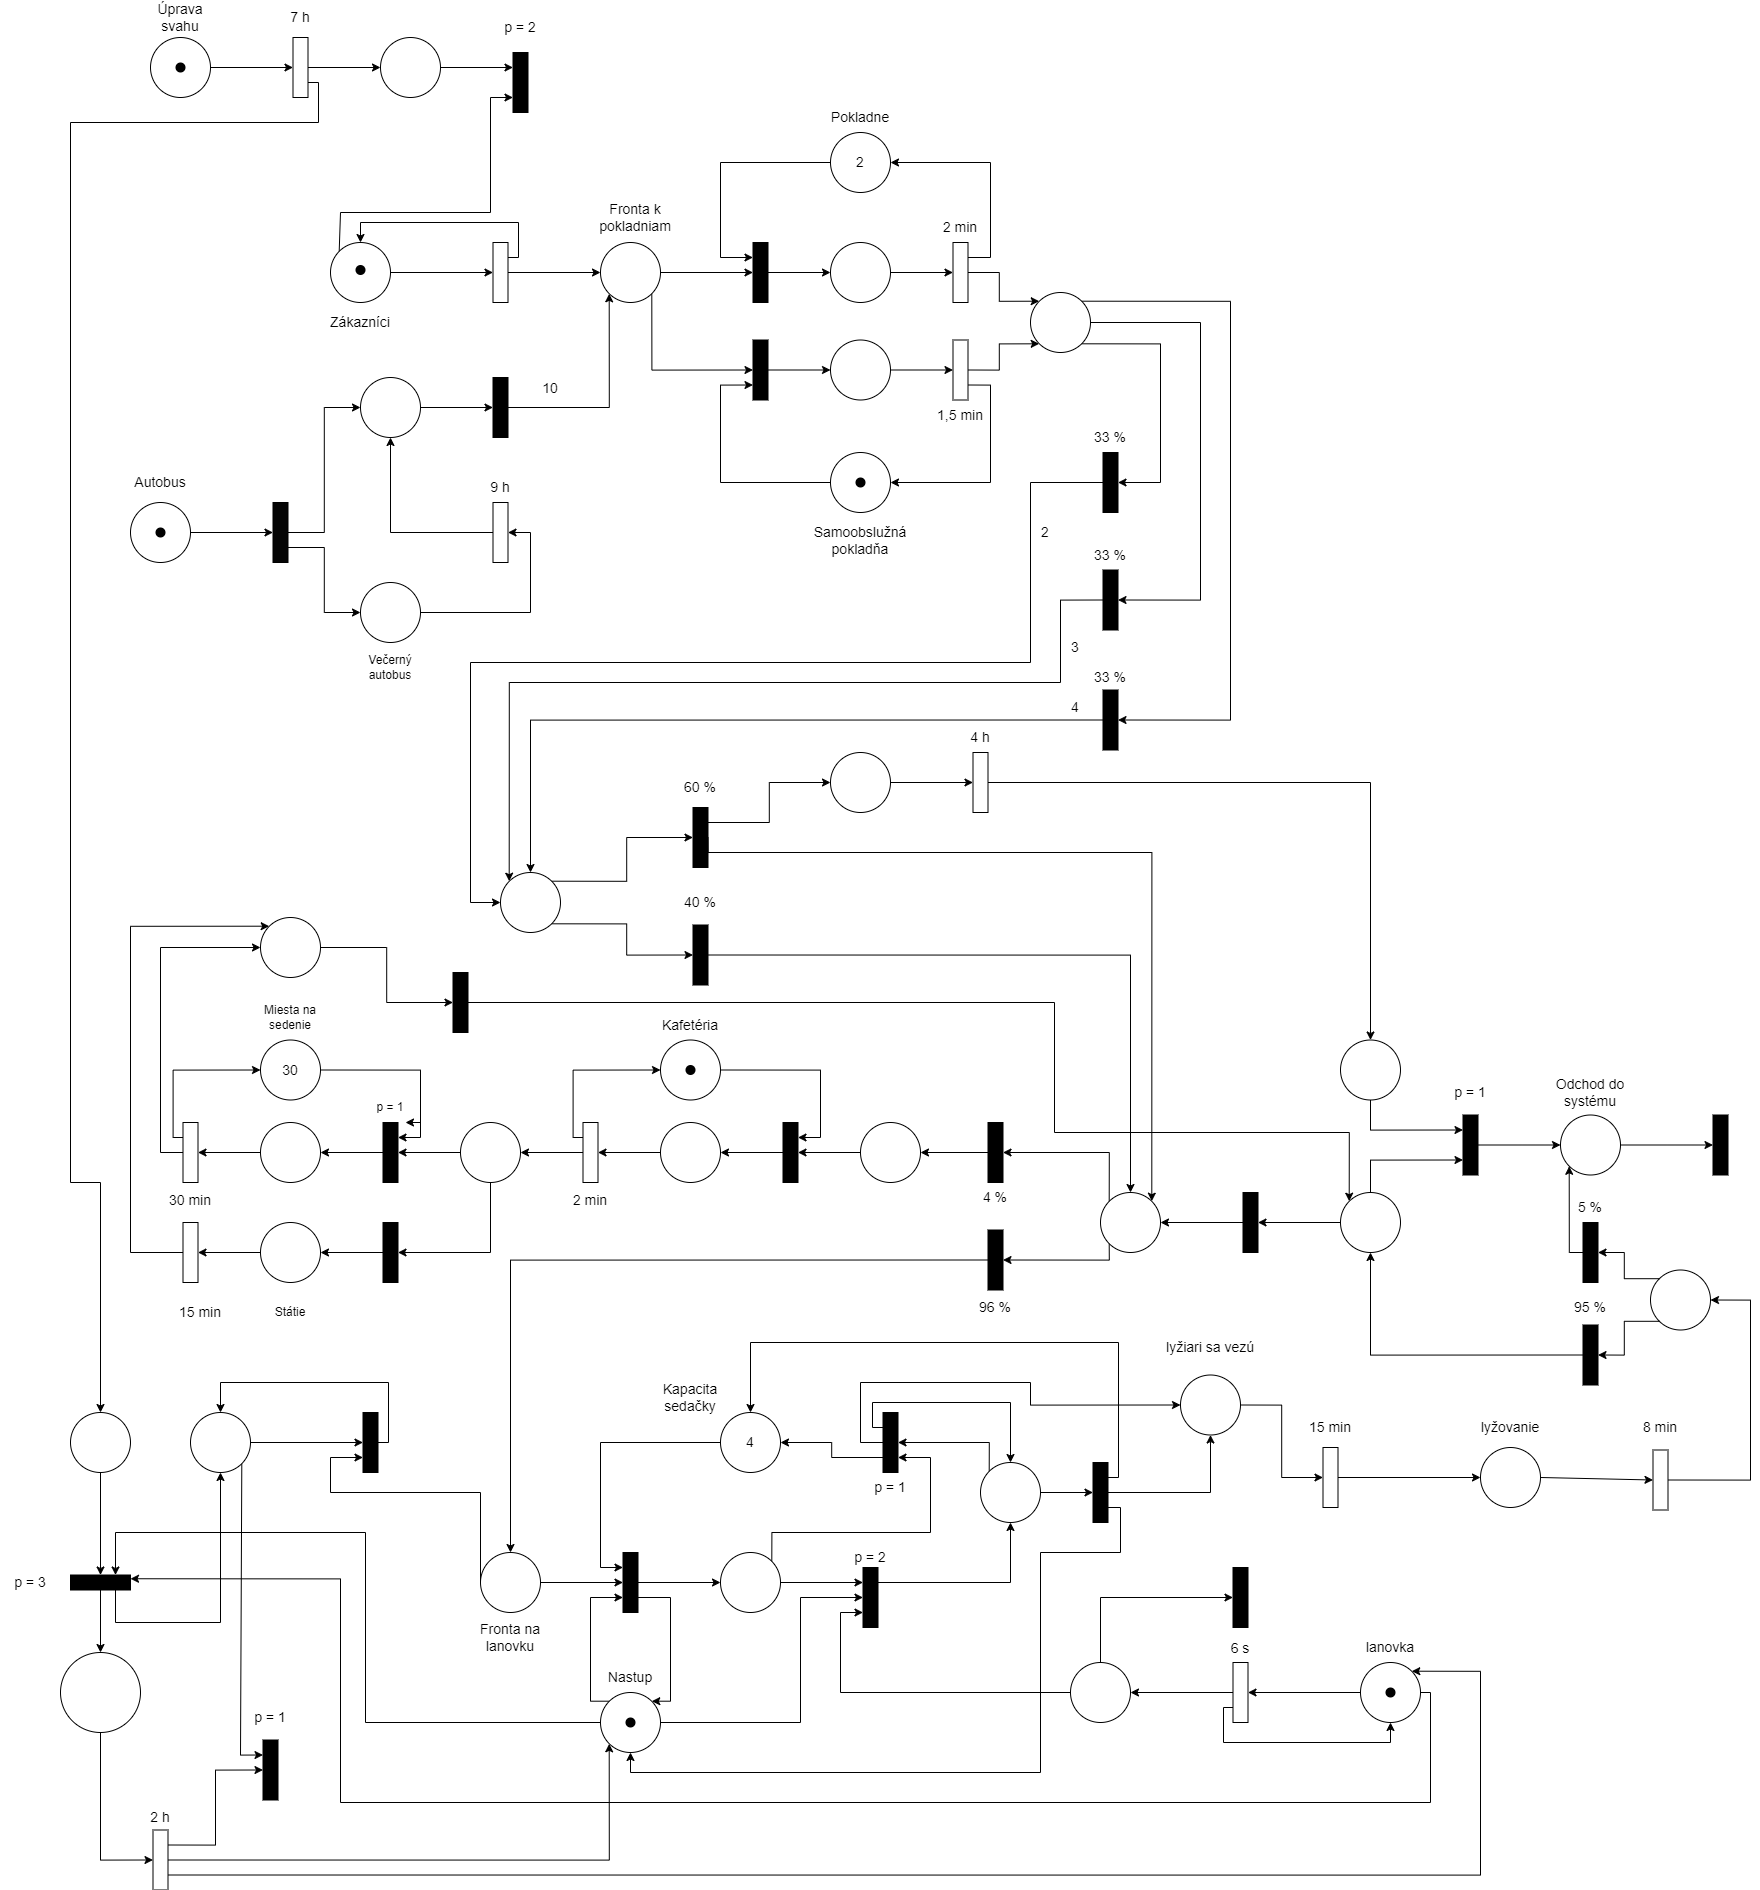 Úprava
svahu
7 h
p = 2
Pokladne
2
Fronta k
pokladniam
2 min
Zákazníci
10
1,5 min
33 %
Autobus
9 h
Samoobslužná
pokladňa
2
33 %
Večerný
autobus
3
33 %
4
4 h
60 %
40 %
Miesta na
sedenie
Kafetéria
30
p = 1
p = 1
Odchod do
systému
30 min
2 min
4 %
5 %
15 min
Státie
96 %
95 %
lyžiari sa vezú
Kapacita
sedačky
4
15 min
lyžovanie
8 min
p = 1
p = 3
p = 2
Fronta na
lanovku
Nastup
6 s
lanovka
p = 1
2 h